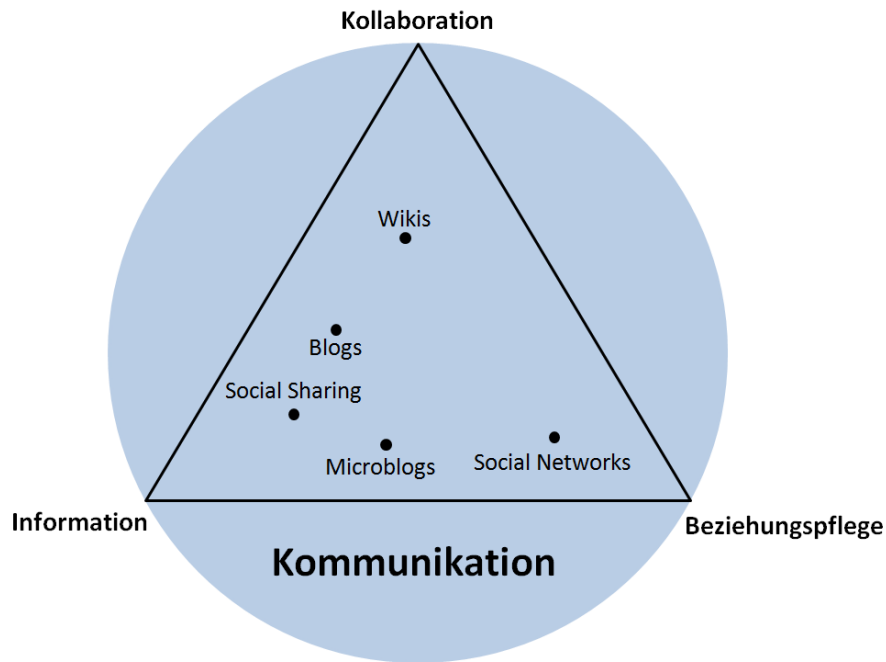 Kollaboration
Wikis
Blogs
Social Sharing
Microblogs
Social Networks
Information
Beziehungspflege
Kommunikation